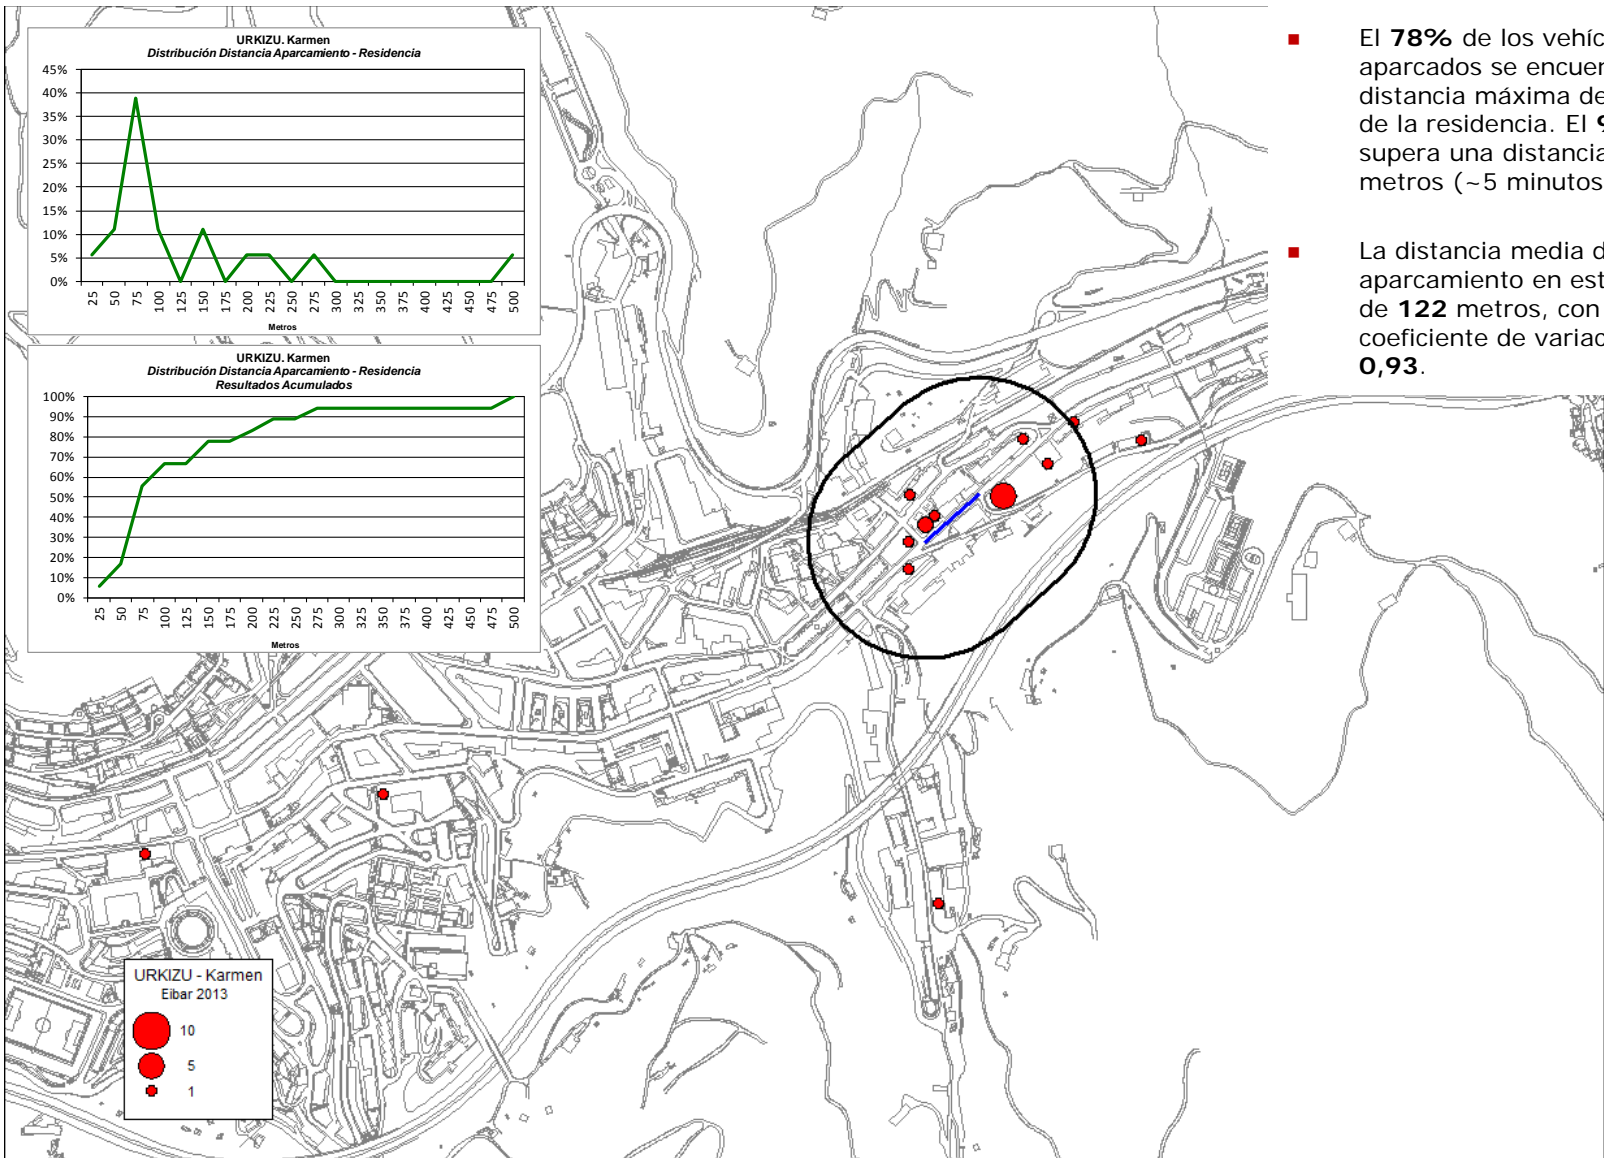 URKIZU. Karmen
Distribución Distancia Aparcamiento - Residencia
45%
40%
35%
30%
25%
20%
15%
10%
5%
0%
25 50 75 100 125 150 175 200 225 250 275 300 325 350 375 400 425 450 475 500
Metros
URKIZU. Karmen
Distribución Distancia Aparcamiento - Residencia
Resultados Acumulados
100%
90%
80%
70%
60%
50%
40%
30%
20%
10%
0%
25 50 75 100 125 150 175 200 225 250 275 300 325 350 375 400 425 450 475 500
Metros
El 78% de los vehíc
aparcados se encuen
distancia máxima de
de la residencia. El 9
supera una distancia
metros (~5 minutos
La distancia media d
aparcamiento en est
de 122 metros, con
coeficiente de variac
0,93.
URKIZU - Karmen
Eibar 2013
10
5
1